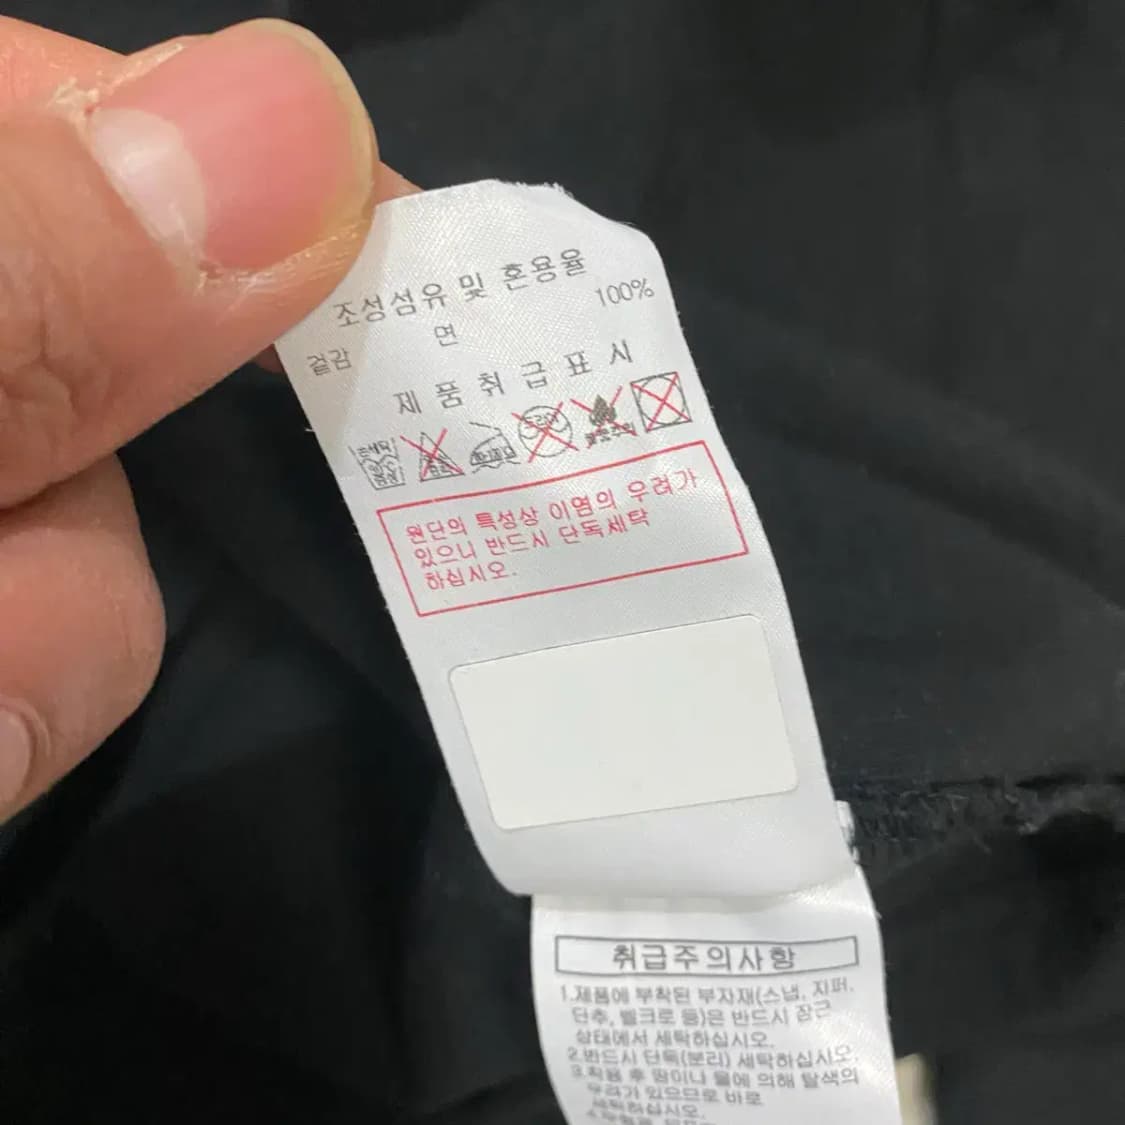 조성섬유 및 혼용율
겉감 면 100%
제품취급표시
손세탁 드라이
원단의 특성상 이염의 우려가
있으니 반드시 단독세탁
하십시오.
취급주의사항
1.제품에 부착된 부자재(스냅, 지퍼,
단추, 벨크로 등)은 반드시 잠근
상태에서 세탁하십시오.
2.반드시 단독(분리) 세탁하십시오.
3.착용 후 땀이나 물에 의해 탈색의
우려가 있으므로 바로
세탁하십시오.